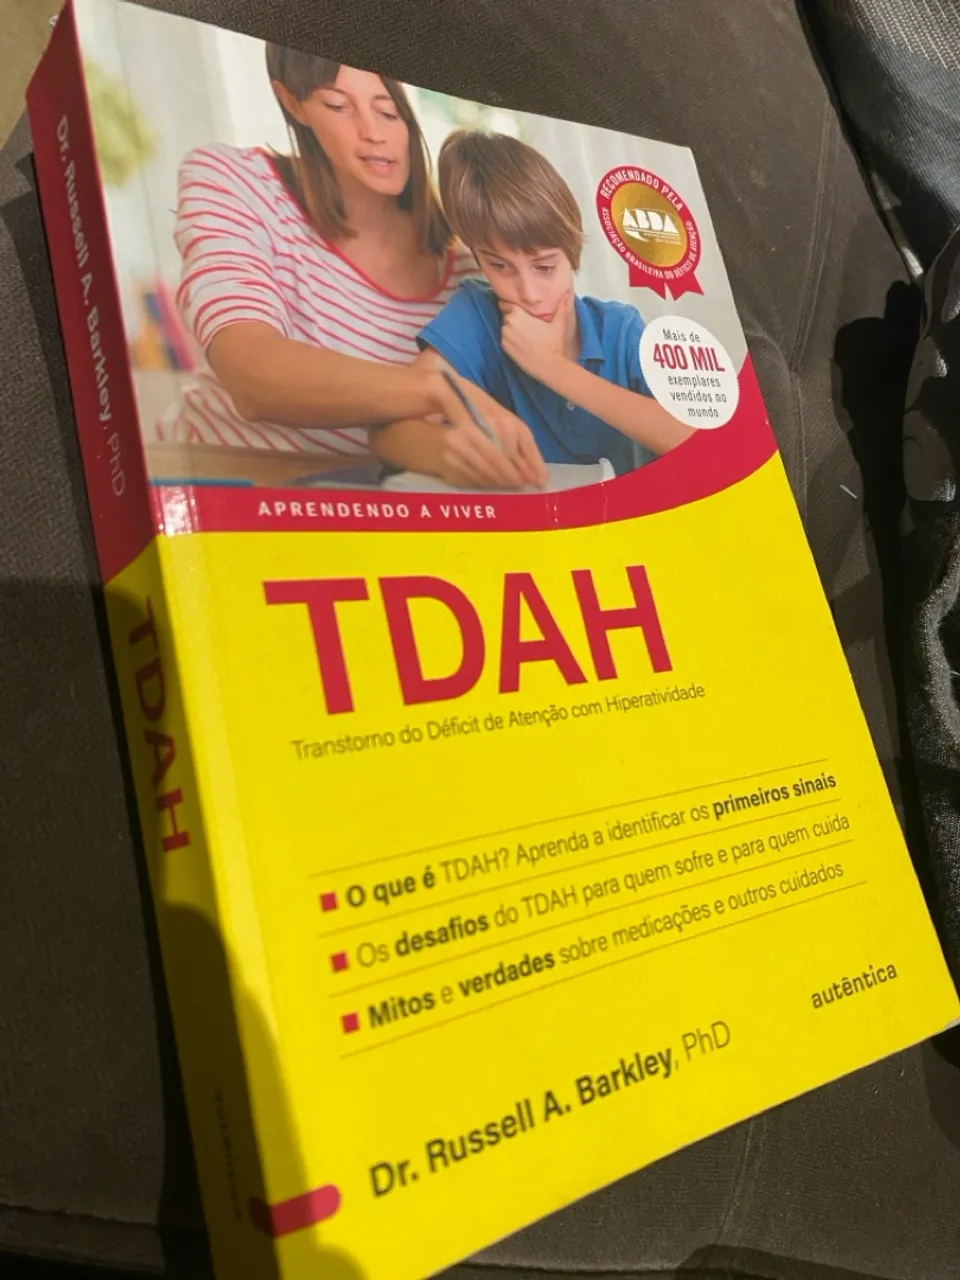 Dr. Russell A. Barkley, PhD
TDAH
RECOMENDADO PELA
ABDA
ASSOCIAÇÃO BRASILEIRA DO DÉFICIT DE ATENÇÃO
Mais de
400 MIL
exemplares
vendidos no
mundo
APRENDENDO A VIVER
TDAH
Transtorno do Déficit de Atenção com Hiperatividade
O que é TDAH? Aprenda a identificar os primeiros sinais
Os desafios do TDAH para quem sofre e para quem cuida
Mitos e verdades sobre medicações e outros cuidados
autêntica
Dr. Russell A. Barkley, PhD